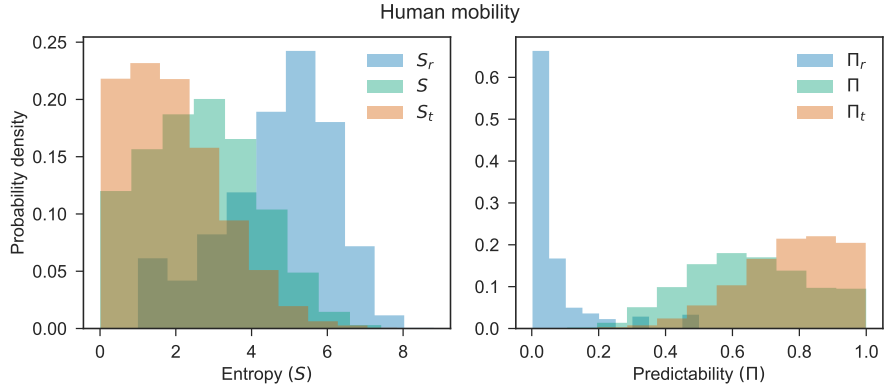 Human mobility
Probability density
0.25
0.20
0.15
0.10
0.05
0.00
0 2 4 6 8
Entropy (S)
S_r
S
S_t
0.6
0.5
0.4
0.3
0.2
0.1
0.0
0.0 0.2 0.4 0.6 0.8 1.0
Predictability (Π)
Π_r
Π
Π_t